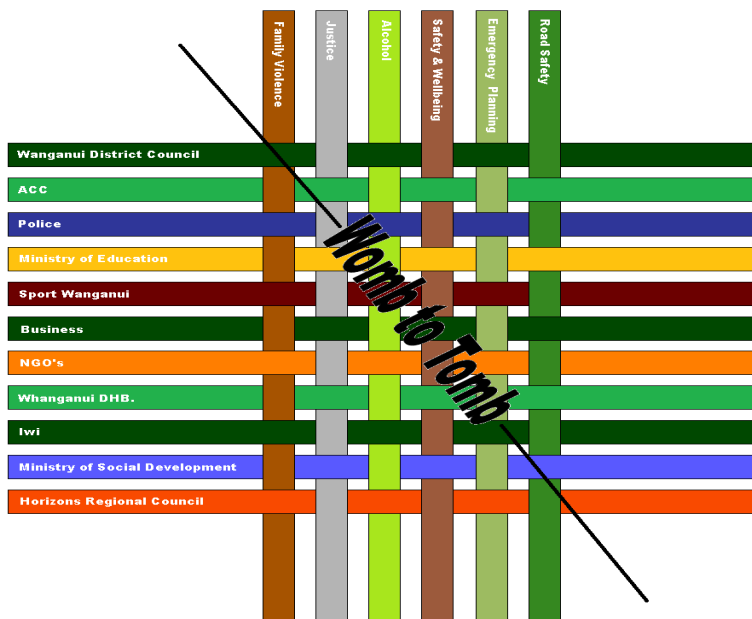 Family Violence
Justice
Alcohol
Safety & Wellbeing
Emergency Planning
Road Safety
Wanganui District Council
ACC
Police
Ministry of Education
Sport Wanganui
Business
NGO's
Whanganui DHB.
Iwi
Ministry of Social Development
Horizons Regional Council
Womb to Tomb